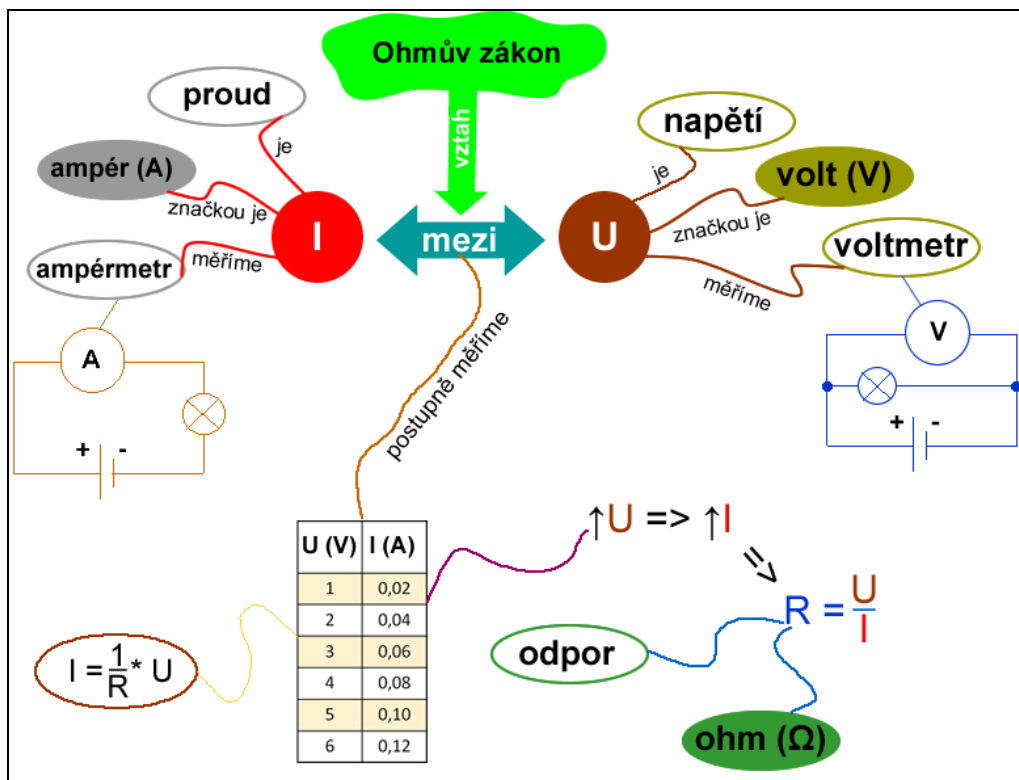 Ohmův zákon
vztah
mezi
proud
je
ampér (A)
značkou je
I
ampérmetr
měříme
A
+ -
napětí
je
volt (V)
značkou je
U
voltmetr
měříme
V
+ -
postupně měříme
U (V) I (A)
1 0,02
2 0,04
3 0,06
4 0,08
5 0,10
6 0,12
I = 1/R * U
↑U => ↑I
=>
R = U/I
odpor
ohm (Ω)